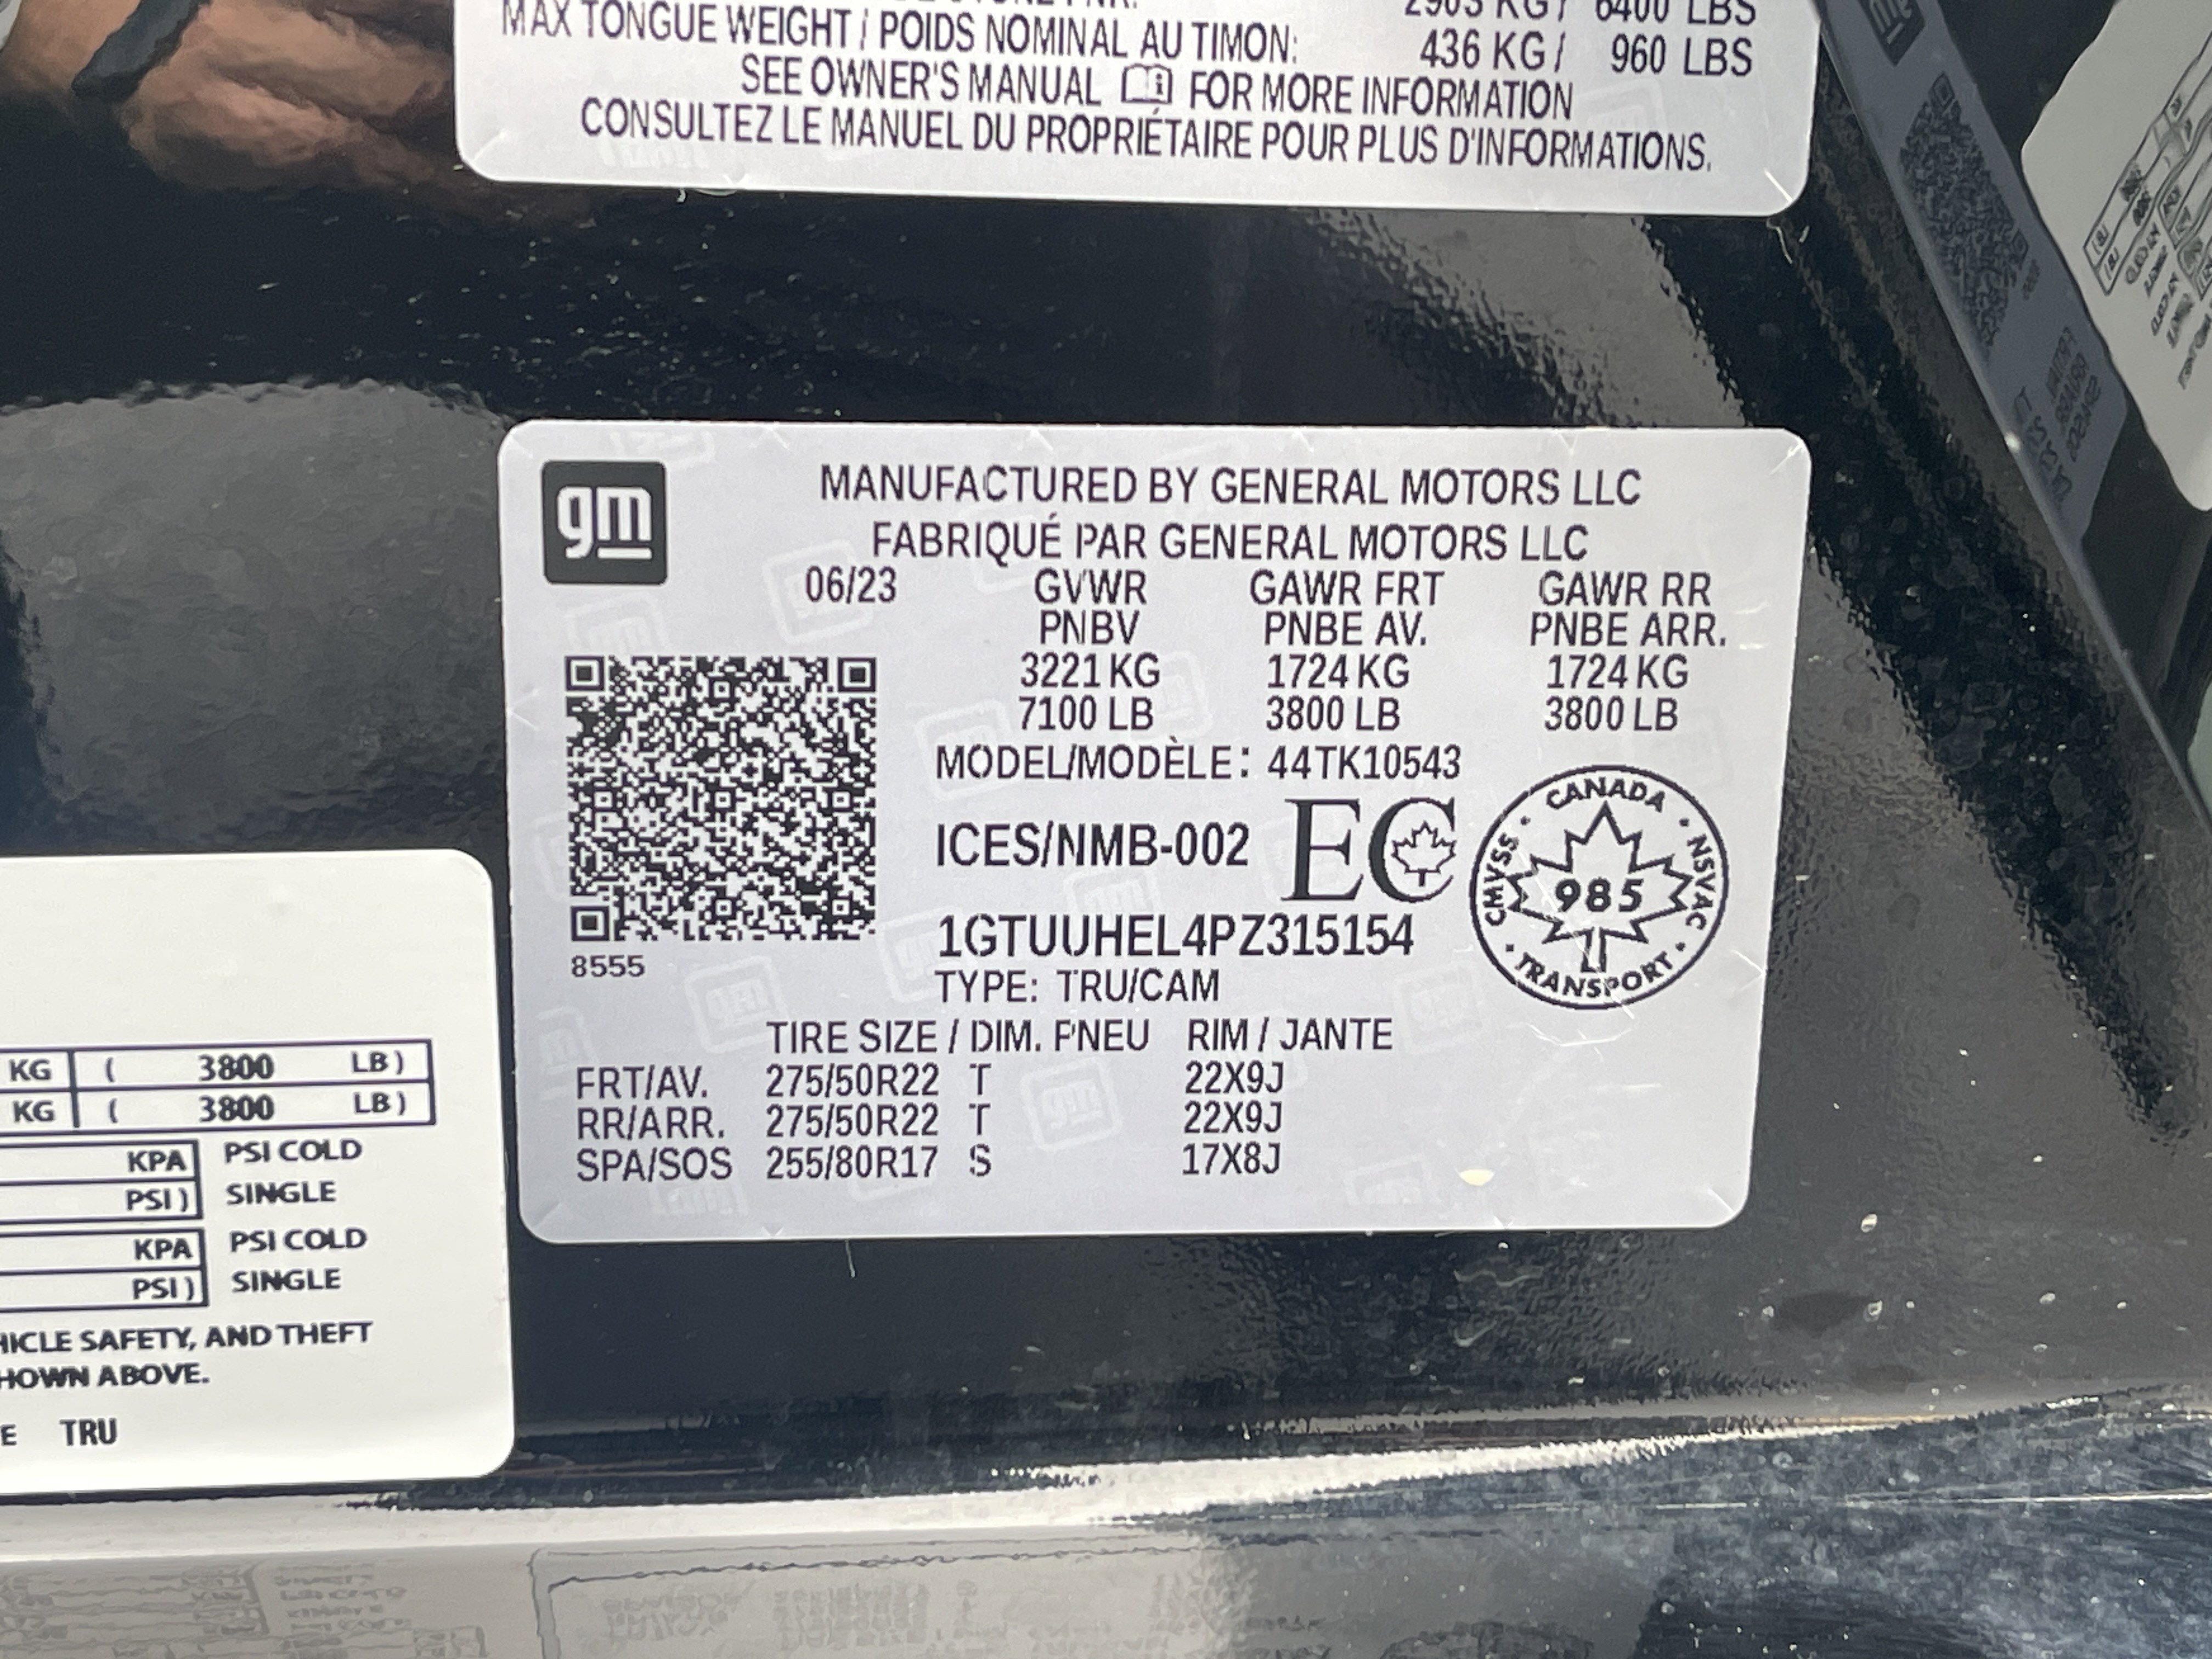 2903 KG / 6400 LBS
MAX TONGUE WEIGHT / POIDS NOMINAL AU TIMON: 436 KG / 960 LBS
SEE OWNER'S MANUAL FOR MORE INFORMATION
CONSULTEZ LE MANUEL DU PROPRIÉTAIRE POUR PLUS D'INFORMATIONS.
gm
MANUFACTURED BY GENERAL MOTORS LLC
FABRIQUÉ PAR GENERAL MOTORS LLC
06/23 GVWR GAWR FRT GAWR RR
PNBV PNBE AV. PNBE ARR.
3221 KG 1724 KG 1724 KG
7100 LB 3800 LB 3800 LB
MODEL/MODÈLE: 44TK10543
ICES/NMB-002 EC
CANADA
CMVSS 985 NSVAC
TRANSPORT
1GTUUHEL4PZ315154
8555
TYPE: TRU/CAM
TIRE SIZE / DIM. PNEU RIM / JANTE
FRT/AV. 275/50R22 T 22X9J
RR/ARR. 275/50R22 T 22X9J
SPA/SOS 255/80R17 S 17X8J
KG ( 3800 LB )
KG ( 3800 LB )
KPA PSI COLD
PSI ) SINGLE
KPA PSI COLD
PSI ) SINGLE
HICLE SAFETY, AND THEFT
HOWN ABOVE.
E TRU